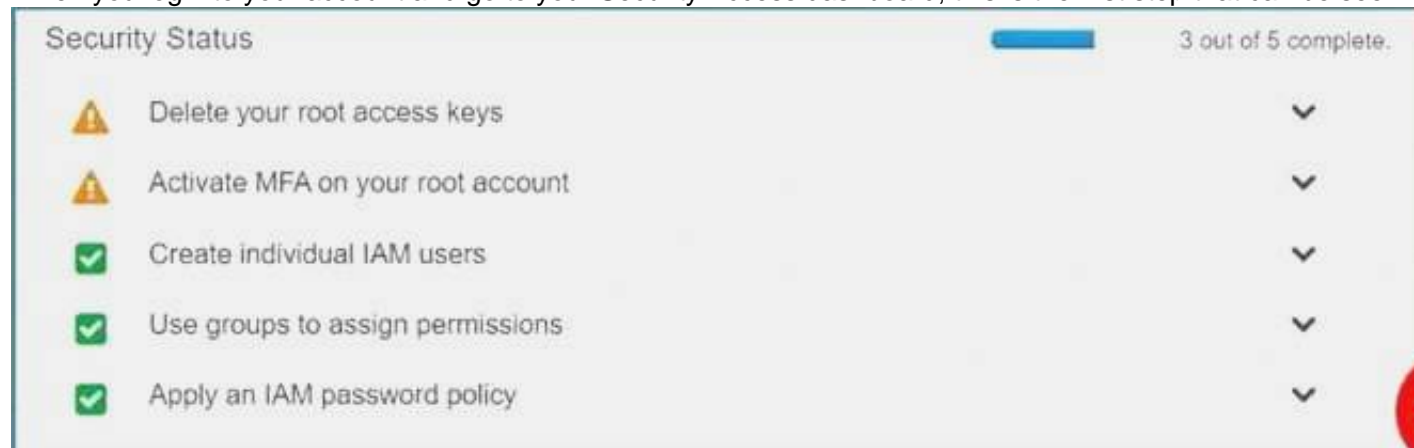 Security Status
3 out of 5 complete.
Delete your root access keys
Activate MFA on your root account
Create individual IAM users
Use groups to assign permissions
Apply an IAM password policy